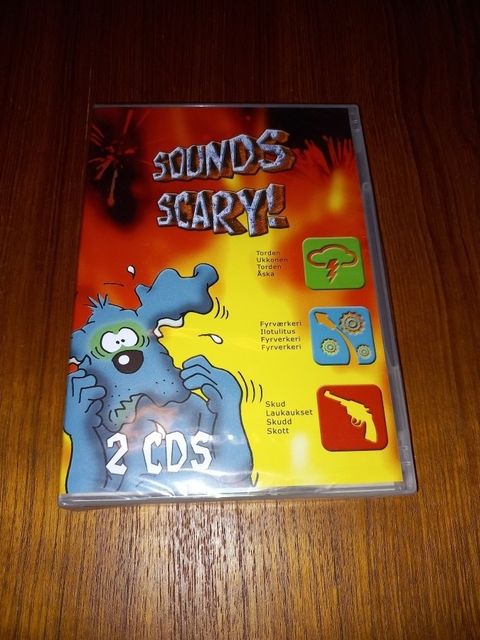 SOUNDS
SCARY!
Torden
Ukkonen
Torden
Åska
Fyrværkeri
Ilotulitus
Fyrverkeri
Fyrverkeri
Skud
Laukaukset
Skudd
Skott
2 CDS